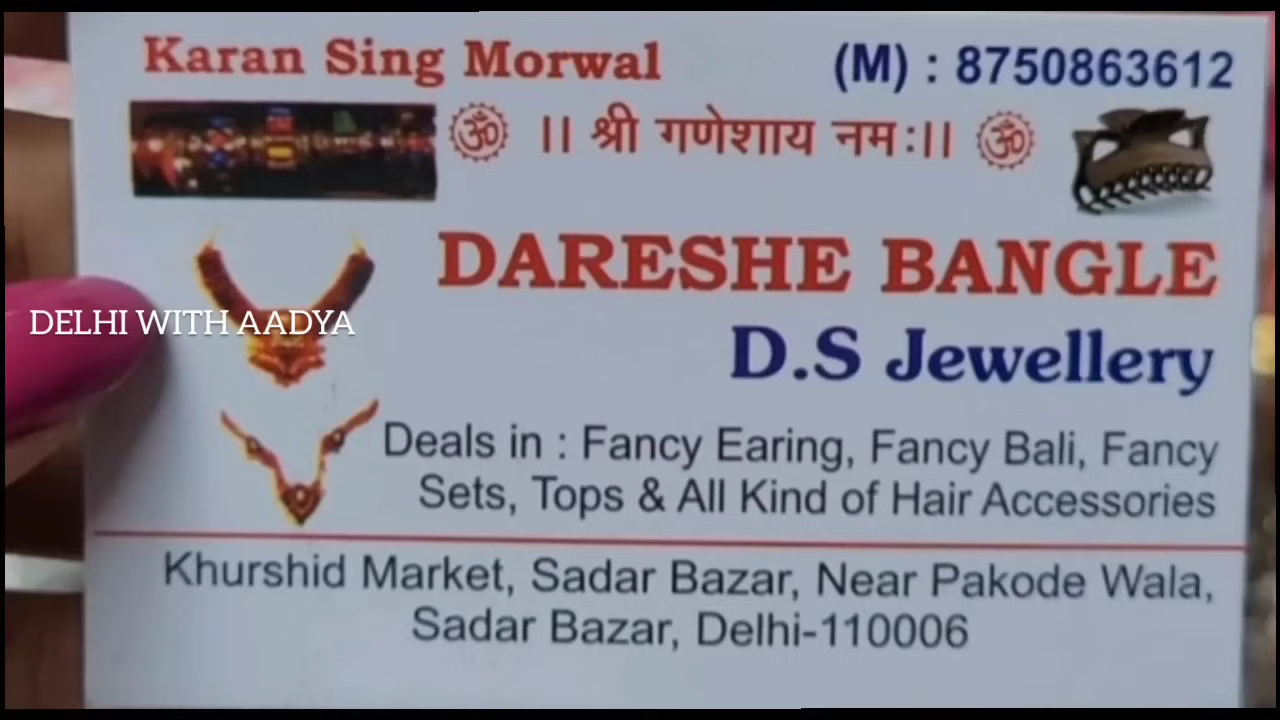 Karan Sing Morwal
(M) : 8750863612
ॐ ।। श्री गणेशाय नमः।। ॐ
DARESHE BANGLE
DELHI WITH AADYA
D.S Jewellery
Deals in : Fancy Earing, Fancy Bali, Fancy
Sets, Tops & All Kind of Hair Accessories
Khurshid Market, Sadar Bazar, Near Pakode Wala,
Sadar Bazar, Delhi-110006